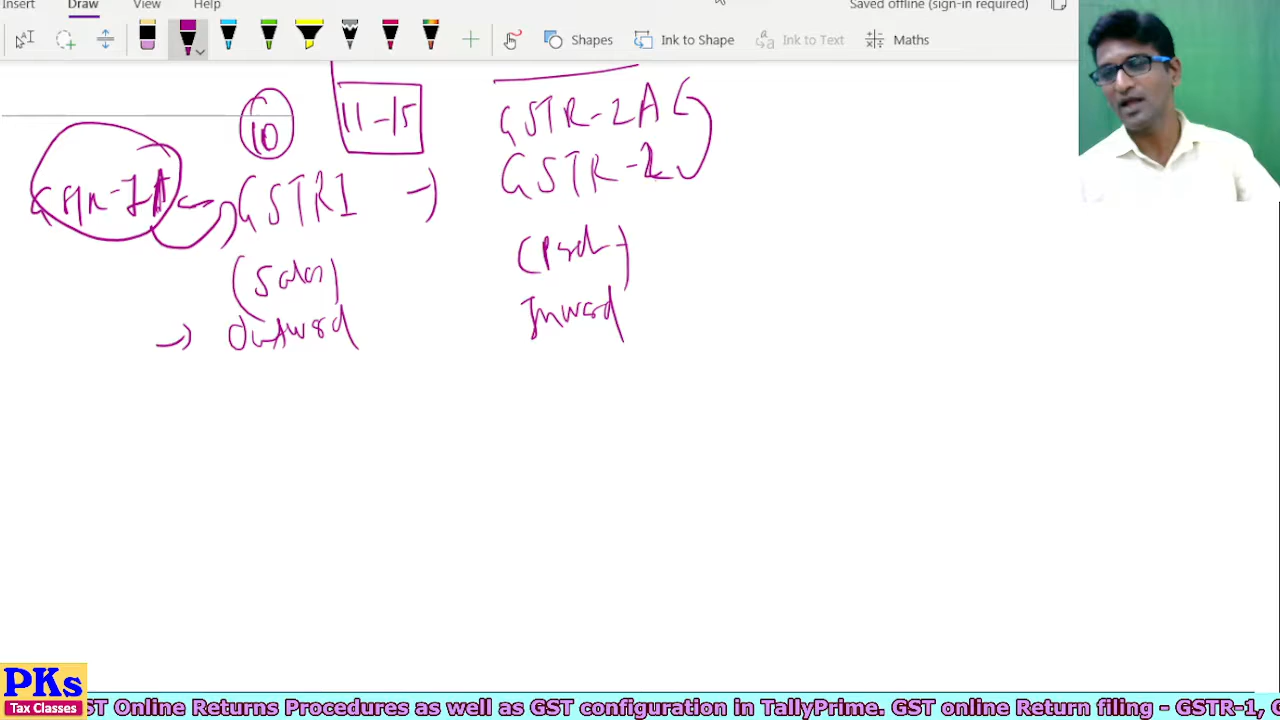 Insert Draw View Help Saved offline (sign-in required)
Shapes Ink to Shape Ink to Text Maths
10 11-15
GSTR-2A
GSTR-2
GSTR-1A GSTR1
(Sales)
Outward
(Purch)
Inward
PKs
Tax Classes
ST Online Returns Procedures as well as GST configuration in TallyPrime. GST online Return filing - GSTR-1, G